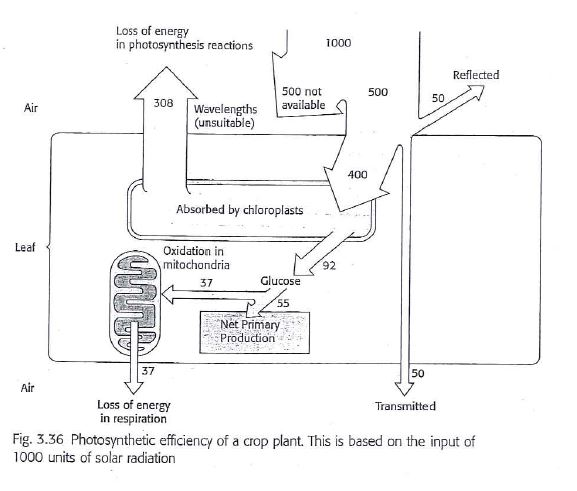 Loss of energy
in photosynthesis reactions
1000
Reflected
500 not
available
500
50
Air
308
Wavelengths
(unsuitable)
400
Absorbed by chloroplasts
Leaf
Oxidation in
mitochondria
92
37
Glucose
55
Net Primary
Production
37
50
Air
Loss of energy
in respiration
Transmitted
Fig. 3.36 Photosynthetic efficiency of a crop plant. This is based on the input of
1000 units of solar radiation